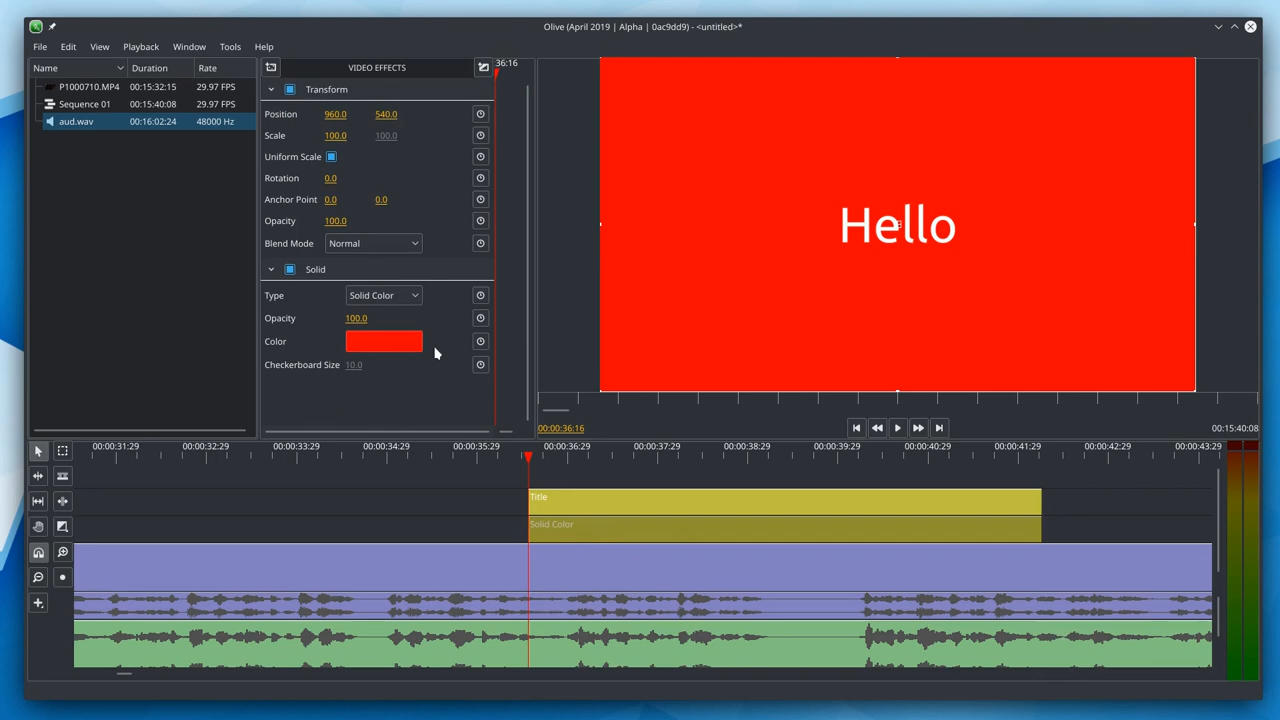 Olive (April 2019 | Alpha | 0ac9dd9) - <untitled>*
File Edit View Playback Window Tools Help
Name Duration Rate
P1000710.MP4 00:15:32:15 29.97 FPS
Sequence 01 00:15:40:08 29.97 FPS
aud.wav 00:16:02:24 48000 Hz
VIDEO EFFECTS
36:16
Transform
Position 960.0 540.0
Scale 100.0 100.0
Uniform Scale
Rotation 0.0
Anchor Point 0.0 0.0
Opacity 100.0
Blend Mode Normal
Solid
Type Solid Color
Opacity 100.0
Color
Checkerboard Size 10.0
Hello
00:00:36:16 00:15:40:08
00:00:31:29 00:00:32:29 00:00:33:29 00:00:34:29 00:00:35:29 00:00:36:29 00:00:37:29 00:00:38:29 00:00:39:29 00:00:40:29 00:00:41:29 00:00:42:29 00:00:43:29
Title
Solid Color